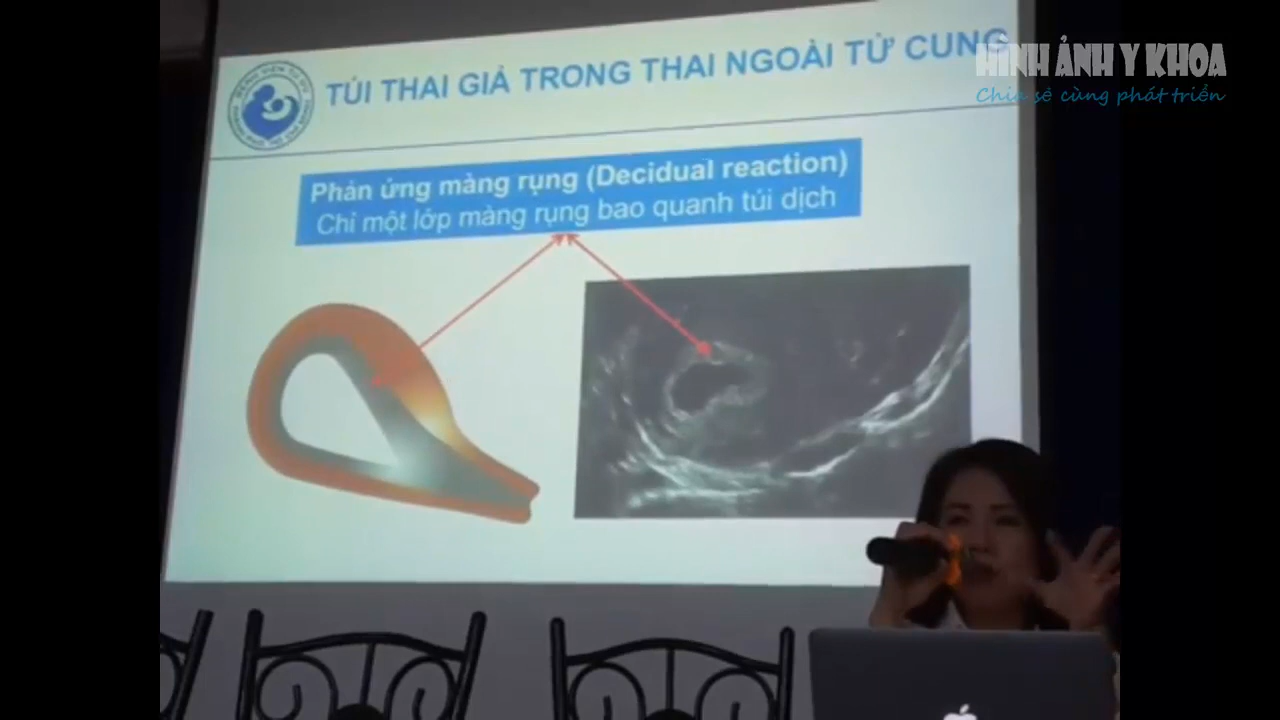 HÌNH ẢNH Y KHOA
Chia sẻ cùng phát triển
TÚI THAI GIẢ TRONG THAI NGOÀI TỬ CUNG
Phản ứng màng rụng (Decidual reaction)
Chỉ một lớp màng rụng bao quanh túi dịch